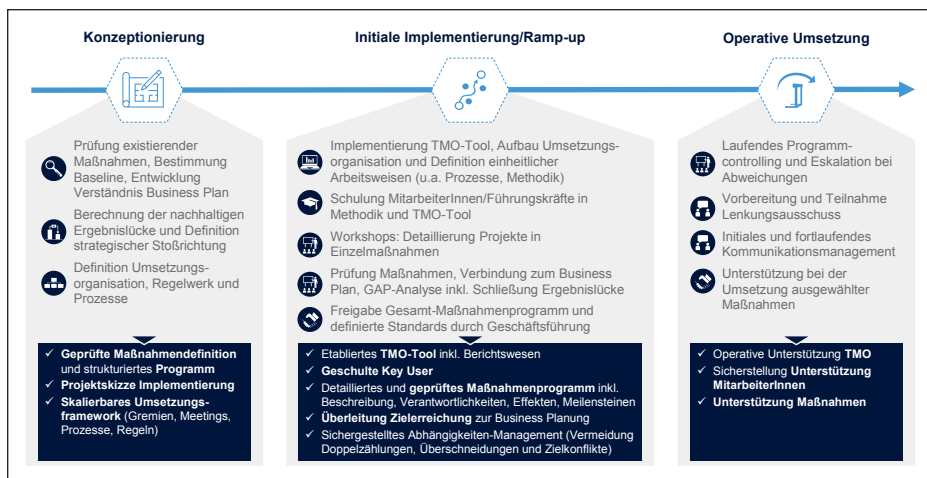 Konzeptionierung
Prüfung existierender
Maßnahmen, Bestimmung
Baseline, Entwicklung
Verständnis Business Plan
Berechnung der nachhaltigen
Ergebnislücke und Definition
strategischer Stoßrichtung
Definition Umsetzungs-
organisation, Regelwerk und
Prozesse
✓ Geprüfte Maßnahmendefinition
und strukturiertes Programm
✓ Projektskizze Implementierung
✓ Skalierbares Umsetzungs-
framework (Gremien, Meetings,
Prozesse, Regeln)
Initiale Implementierung/Ramp-up
Implementierung TMO-Tool, Aufbau Umsetzungs-
organisation und Definition einheitlicher
Arbeitsweisen (u.a. Prozesse, Methodik)
Schulung MitarbeiterInnen/Führungskräfte in
Methodik und TMO-Tool
Workshops: Detaillierung Projekte in
Einzelmaßnahmen
Prüfung Maßnahmen, Verbindung zum Business
Plan, GAP-Analyse inkl. Schließung Ergebnislücke
Freigabe Gesamt-Maßnahmenprogramm und
definierte Standards durch Geschäftsführung
✓ Etabliertes TMO-Tool inkl. Berichtswesen
✓ Geschulte Key User
✓ Detailliertes und geprüftes Maßnahmenprogramm inkl.
Beschreibung, Verantwortlichkeiten, Effekten, Meilensteinen
✓ Überleitung Zielerreichung zur Business Planung
✓ Sichergestelltes Abhängigkeiten-Management (Vermeidung
Doppelzählungen, Überschneidungen und Zielkonflikte)
Operative Umsetzung
Laufendes Programm-
controlling und Eskalation bei
Abweichungen
Vorbereitung und Teilnahme
Lenkungsausschuss
Initiales und fortlaufendes
Kommunikationsmanagement
Unterstützung bei der
Umsetzung ausgewählter
Maßnahmen
✓ Operative Unterstützung TMO
✓ Sicherstellung Unterstützung
MitarbeiterInnen
✓ Unterstützung Maßnahmen